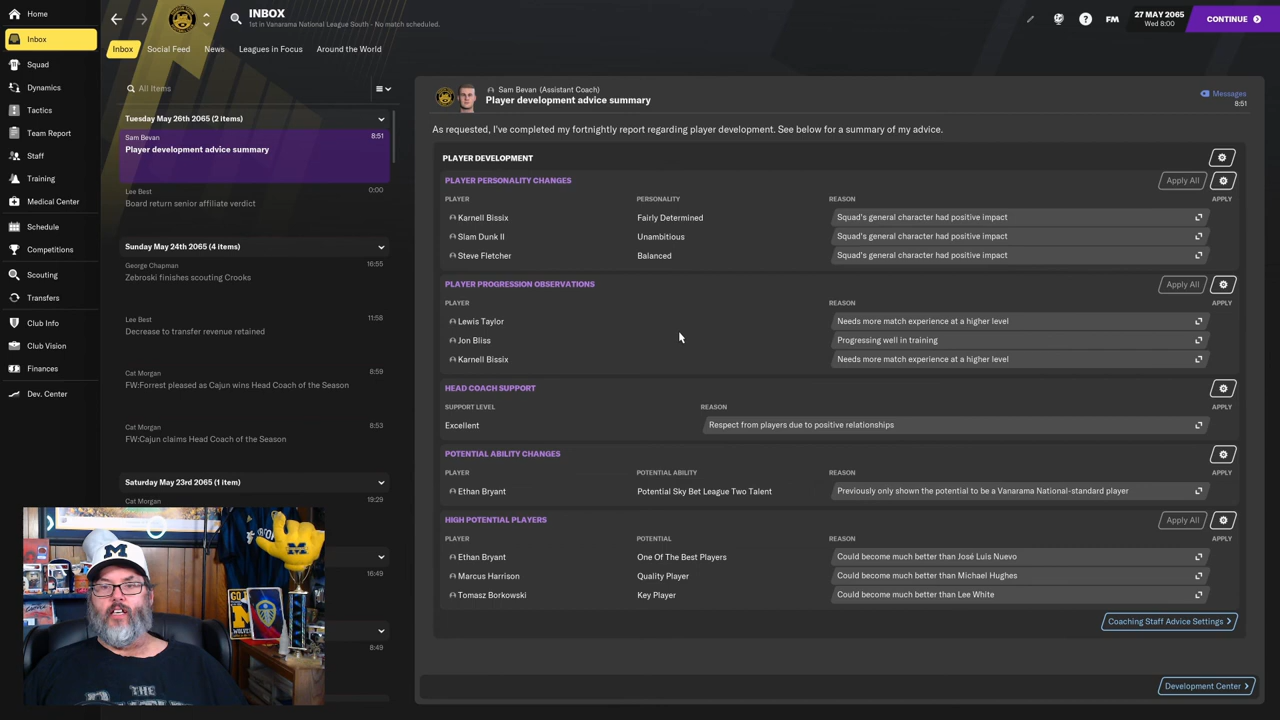 Home
Inbox
Squad
Dynamics
Tactics
Team Report
Staff
Training
Medical Center
Schedule
Competitions
Scouting
Transfers
Club Info
Club Vision
Finances
Dev. Center
INBOX
1st in Vanarama National League South - No match scheduled.
FM
27 MAY 2065
Wed 8:00
CONTINUE
Inbox Social Feed News Leagues in Focus Around the World
All Items
Tuesday May 26th 2065 (2 items)
Sam Bevan 8:51
Player development advice summary
Lee Best 0:00
Board return senior affiliate verdict
Sunday May 24th 2065 (4 items)
George Chapman 16:55
Zebroski finishes scouting Crooks
Lee Best 11:58
Decrease to transfer revenue retained
Cat Morgan 8:59
FW:Forrest pleased as Cajun wins Head Coach of the Season
Cat Morgan 8:53
FW:Cajun claims Head Coach of the Season
Saturday May 23rd 2065 (1 item)
Cat Morgan 19:29
16:49
8:49
Sam Bevan (Assistant Coach)
Player development advice summary
Messages
8:51
As requested, I've completed my fortnightly report regarding player development. See below for a summary of my advice.
PLAYER DEVELOPMENT
PLAYER PERSONALITY CHANGES Apply All
PLAYER PERSONALITY REASON APPLY
Karnell Bissix Fairly Determined Squad's general character had positive impact
Slam Dunk II Unambitious Squad's general character had positive impact
Steve Fletcher Balanced Squad's general character had positive impact
PLAYER PROGRESSION OBSERVATIONS Apply All
PLAYER REASON APPLY
Lewis Taylor Needs more match experience at a higher level
Jon Bliss Progressing well in training
Karnell Bissix Needs more match experience at a higher level
HEAD COACH SUPPORT
SUPPORT LEVEL REASON APPLY
Excellent Respect from players due to positive relationships
POTENTIAL ABILITY CHANGES
PLAYER POTENTIAL ABILITY REASON APPLY
Ethan Bryant Potential Sky Bet League Two Talent Previously only shown the potential to be a Vanarama National-standard player
HIGH POTENTIAL PLAYERS Apply All
PLAYER POTENTIAL REASON APPLY
Ethan Bryant One Of The Best Players Could become much better than José Luis Nuevo
Marcus Harrison Quality Player Could become much better than Michael Hughes
Tomasz Borkowski Key Player Could become much better than Lee White
Coaching Staff Advice Settings
Development Center
M
M
GO
THE